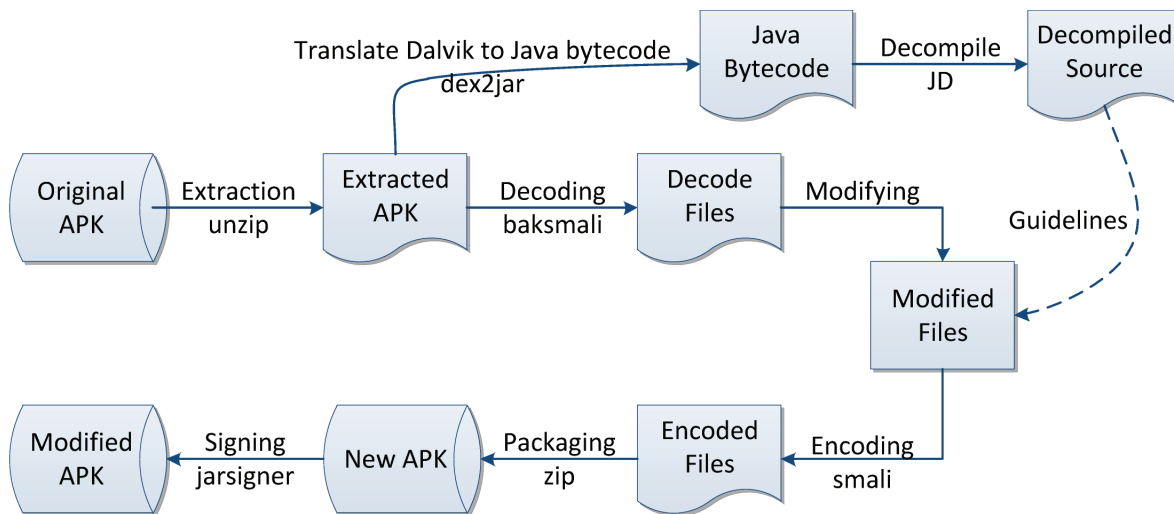 Translate Dalvik to Java bytecode
dex2jar
Java
Bytecode
Decompile
JD
Decompiled
Source
Original
APK
Extraction
unzip
Extracted
APK
Decoding
baksmali
Decode
Files
Modifying
Guidelines
Modified
Files
Modified
APK
Signing
jarsigner
New APK
Packaging
zip
Encoded
Files
Encoding
smali